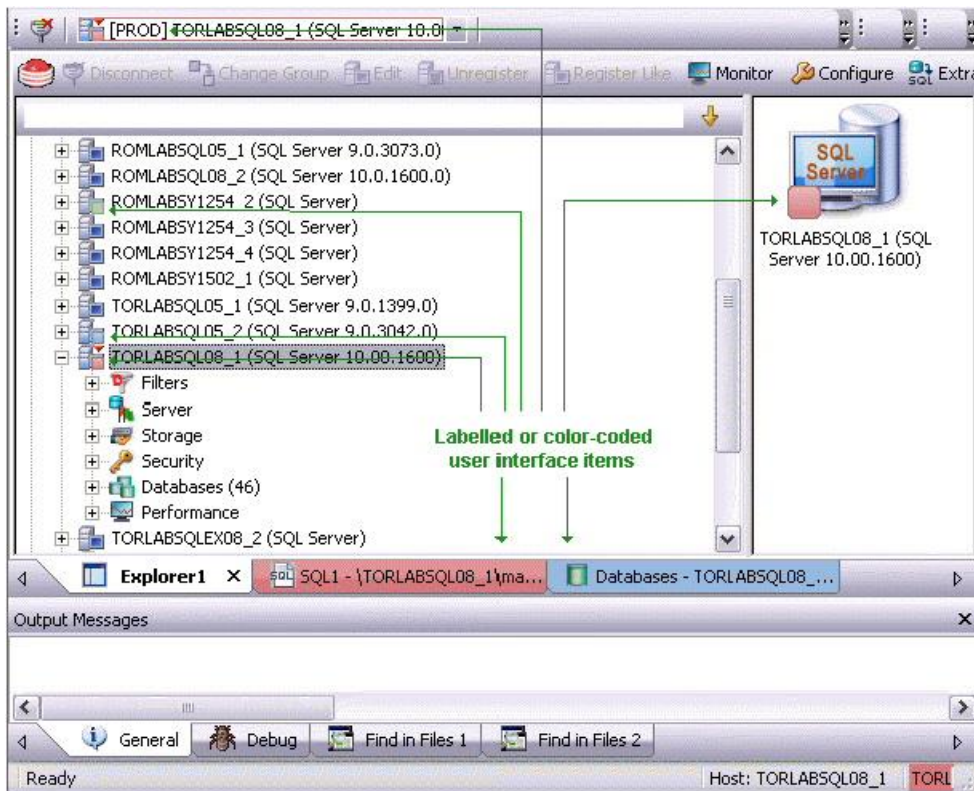 [PROD] TORLABSQL08_1 (SQL Server 10.0
Disconnect Change Group Edit Unregister Register Like Monitor Configure Extra
ROMLABSQL05_1 (SQL Server 9.0.3073.0)
ROMLABSQL08_2 (SQL Server 10.0.1600.0)
ROMLABSY1254_2 (SQL Server)
ROMLABSY1254_3 (SQL Server)
ROMLABSY1254_4 (SQL Server)
ROMLABSY1502_1 (SQL Server)
TORLABSQL05_1 (SQL Server 9.0.1399.0)
TORLABSQL05_2 (SQL Server 9.0.3042.0)
TORLABSQL08_1 (SQL Server 10.00.1600)
Filters
Server
Storage
Security
Databases (46)
Performance
TORLABSQLEX08_2 (SQL Server)
SQL
Server
TORLABSQL08_1 (SQL
Server 10.00.1600)
Labelled or color-coded
user interface items
Explorer1 X SQL1 - \TORLABSQL08_1\ma... Databases - TORLABSQL08_...
Output Messages
General Debug Find in Files 1 Find in Files 2
Ready Host: TORLABSQL08_1 TORL